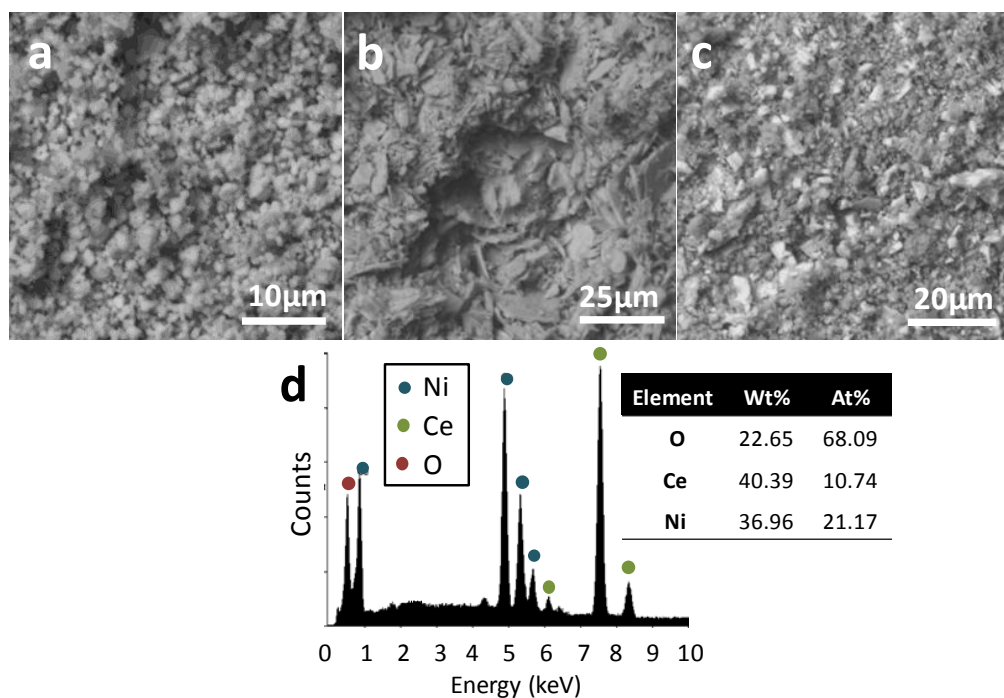 a
b
c
10μm
25μm
20μm
d
Ni
Ce
O
Counts
0 1 2 3 4 5 6 7 8 9 10
Energy (keV)
Element Wt% At%
O 22.65 68.09
Ce 40.39 10.74
Ni 36.96 21.17